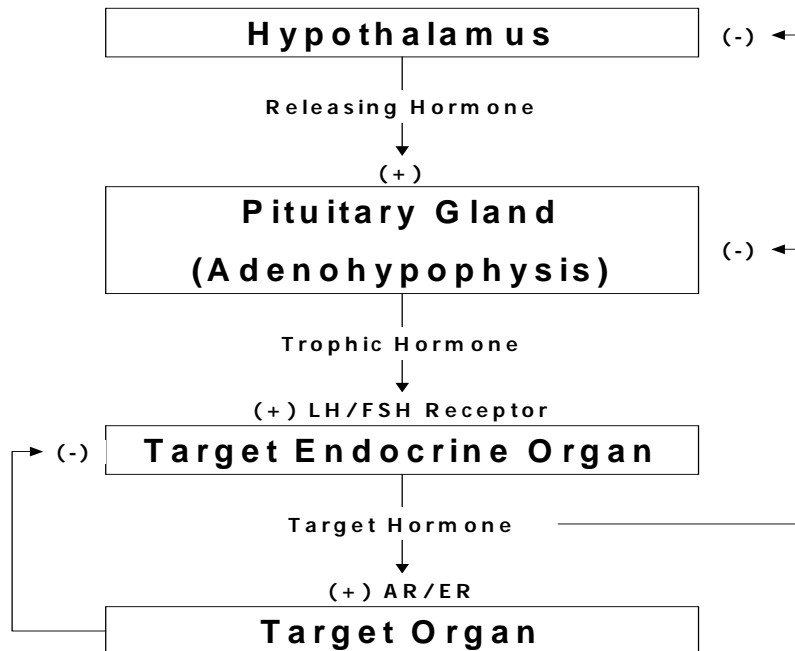 Hypothalamus (-)
Releasing Hormone
(+)
Pituitary Gland
(Adenohypophysis) (-)
Trophic Hormone
(+) LH/FSH Receptor
(-) Target Endocrine Organ
Target Hormone
(+) AR/ER
Target Organ